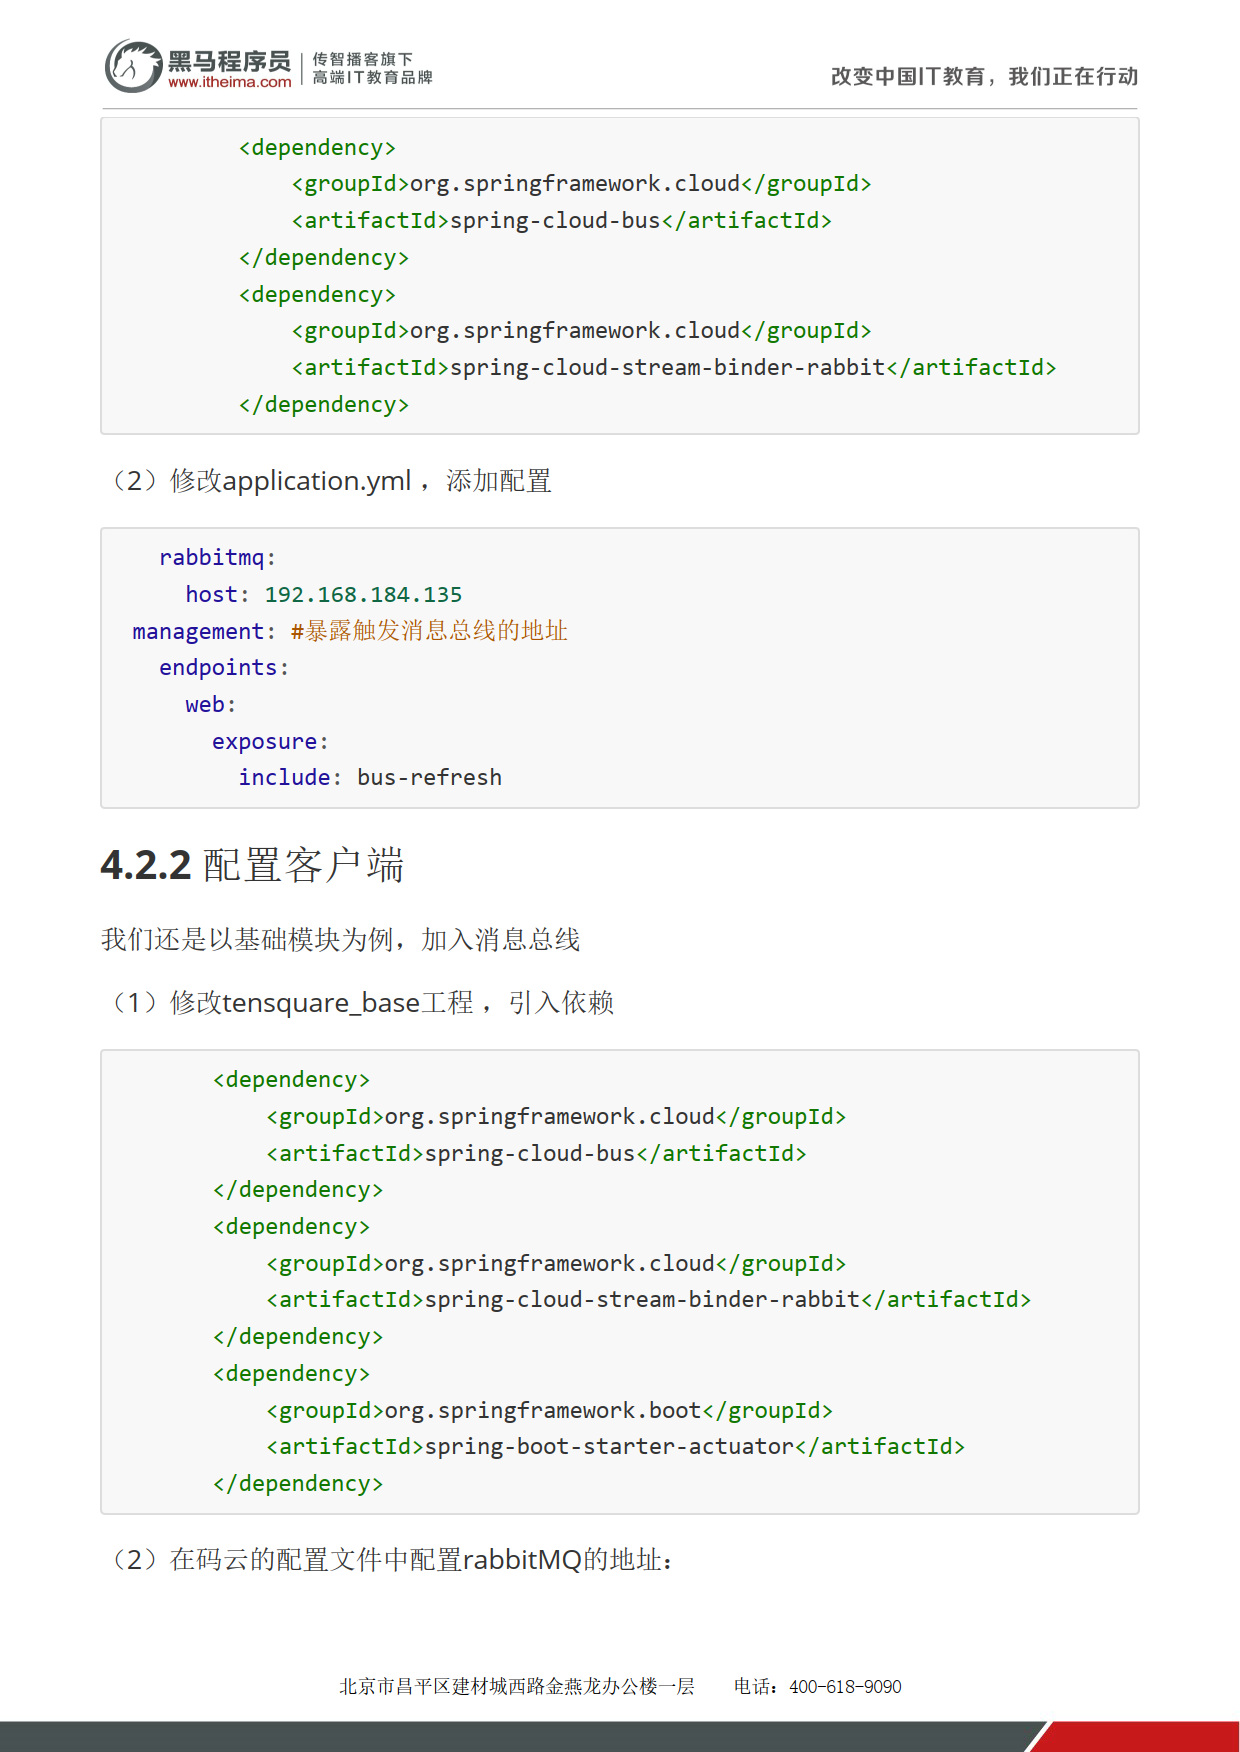 黑马程序员
www.itheima.com
传智播客旗下
高端IT教育品牌
改变中国IT教育，我们正在行动
        <dependency>
            <groupId>org.springframework.cloud</groupId>
            <artifactId>spring-cloud-bus</artifactId>
        </dependency>
        <dependency>
            <groupId>org.springframework.cloud</groupId>
            <artifactId>spring-cloud-stream-binder-rabbit</artifactId>
        </dependency>
（2）修改application.yml ，添加配置
  rabbitmq:
    host: 192.168.184.135
management: #暴露触发消息总线的地址
  endpoints:
    web:
      exposure:
        include: bus-refresh
4.2.2 配置客户端
我们还是以基础模块为例，加入消息总线
（1）修改tensquare_base工程 ，引入依赖
        <dependency>
            <groupId>org.springframework.cloud</groupId>
            <artifactId>spring-cloud-bus</artifactId>
        </dependency>
        <dependency>
            <groupId>org.springframework.cloud</groupId>
            <artifactId>spring-cloud-stream-binder-rabbit</artifactId>
        </dependency>
        <dependency>
            <groupId>org.springframework.boot</groupId>
            <artifactId>spring-boot-starter-actuator</artifactId>
        </dependency>
（2）在码云的配置文件中配置rabbitMQ的地址：
北京市昌平区建材城西路金燕龙办公楼一层 电话：400-618-9090